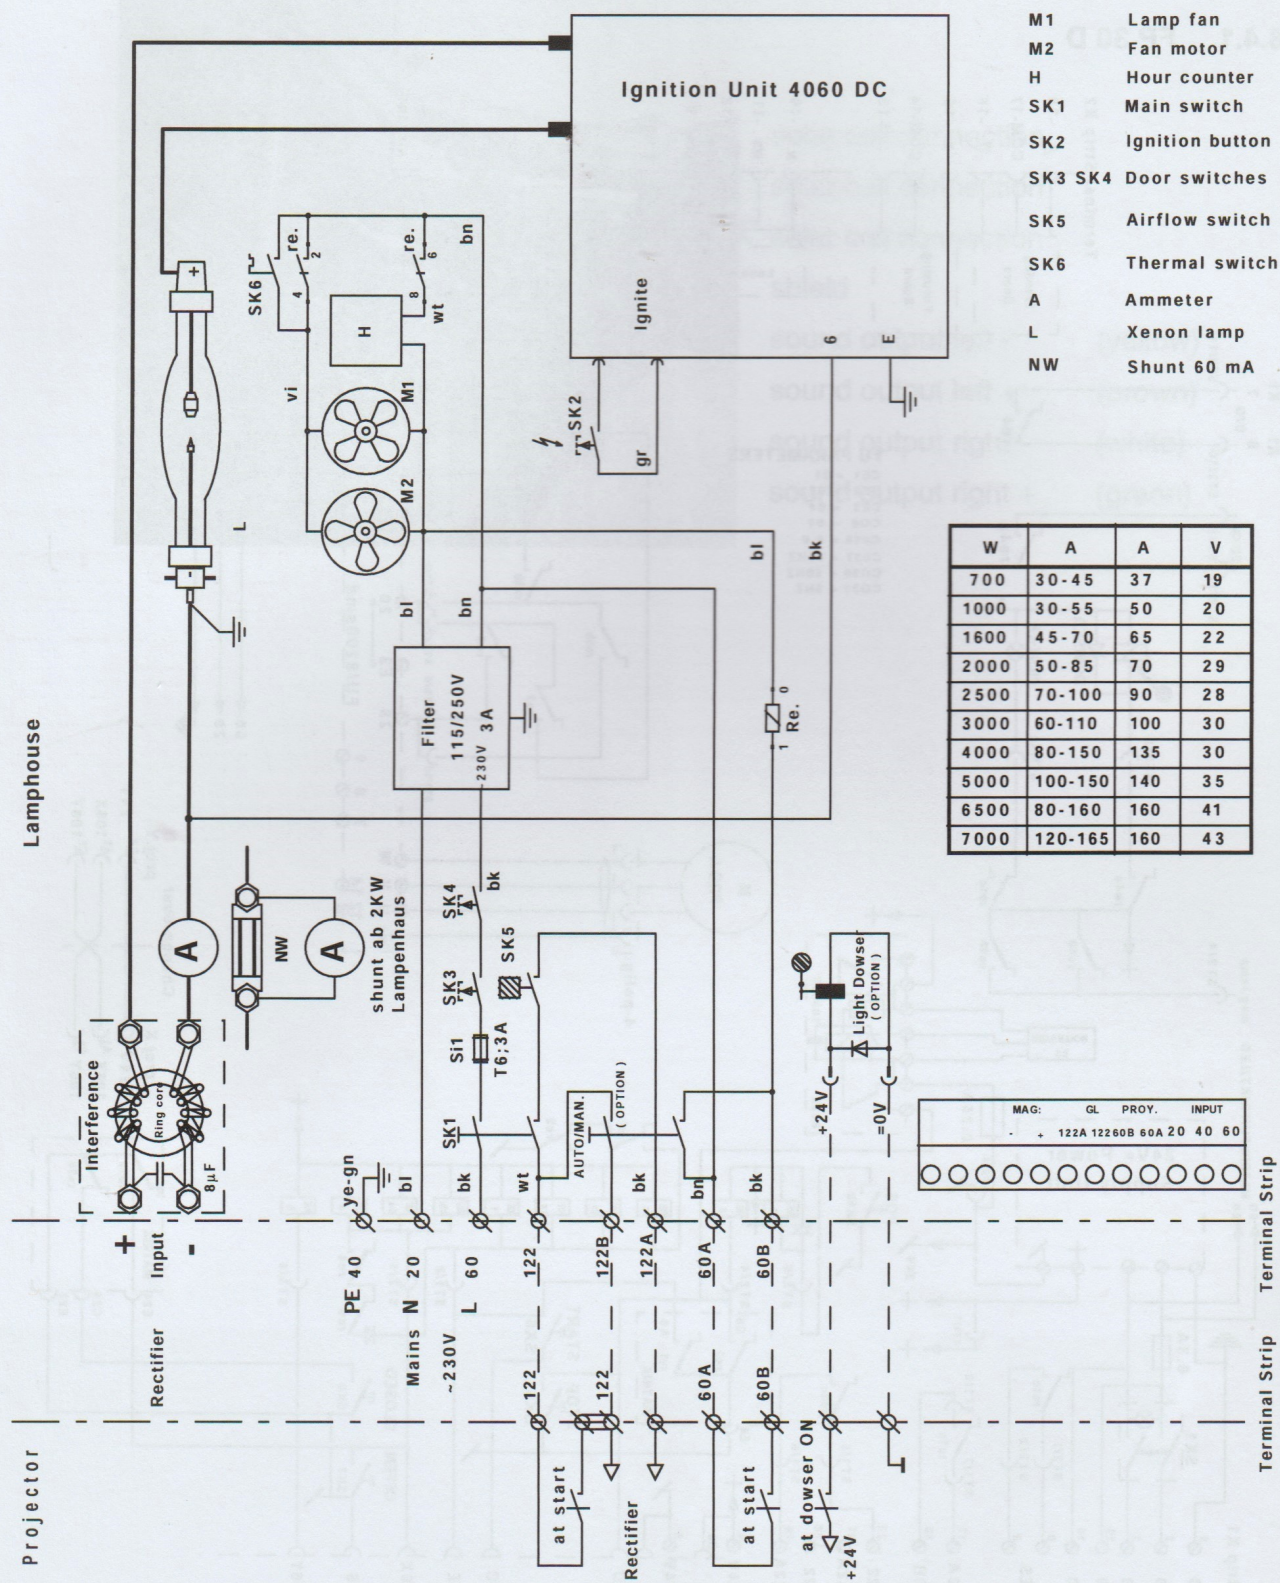 Ignition Unit 4060 DC
M1 Lamp fan
M2 Fan motor
H Hour counter
SK1 Main switch
SK2 Ignition button
SK3 SK4 Door switches
SK5 Airflow switch
SK6 Thermal switch
A Ammeter
L Xenon lamp
NW Shunt 60 mA
Ignite
6
E
SK2
gr
+
-
L
SK6
re.
2
4
re.
6
8
bn
wt
H
vi
M1
M2
bl
bn
bl
bk
Filter
115/250V
3A
~230V
0
1
Re.
W A A V
700 30-45 37 19
1000 30-55 50 20
1600 45-70 65 22
2000 50-85 70 29
2500 70-100 90 28
3000 60-110 100 30
4000 80-150 135 30
5000 100-150 140 35
6500 80-160 160 41
7000 120-165 160 43
Lamphouse
A
NW
A
shunt ab 2KW
Lampenhaus
SK4
bk
SK3
SK5
Si1
T6;3A
SK1
Interference
Ring core
8µF
AUTO/MAN.
(OPTION)
Light Dowser
(OPTION)
+24V
=0V
MAG: GL PROY. INPUT
- + 122A 122 60B 60A 20 40 60
ye-gn
bl
bk
wt
bk
bn
bk
+
-
Input
Rectifier
PE 40
N 20
L 60
Mains
~230V
122
122B
122A
60A
60B
122
122
60A
60B
Terminal Strip
Terminal Strip
Projector
at start
Rectifier
at start
at dowser ON
+24V